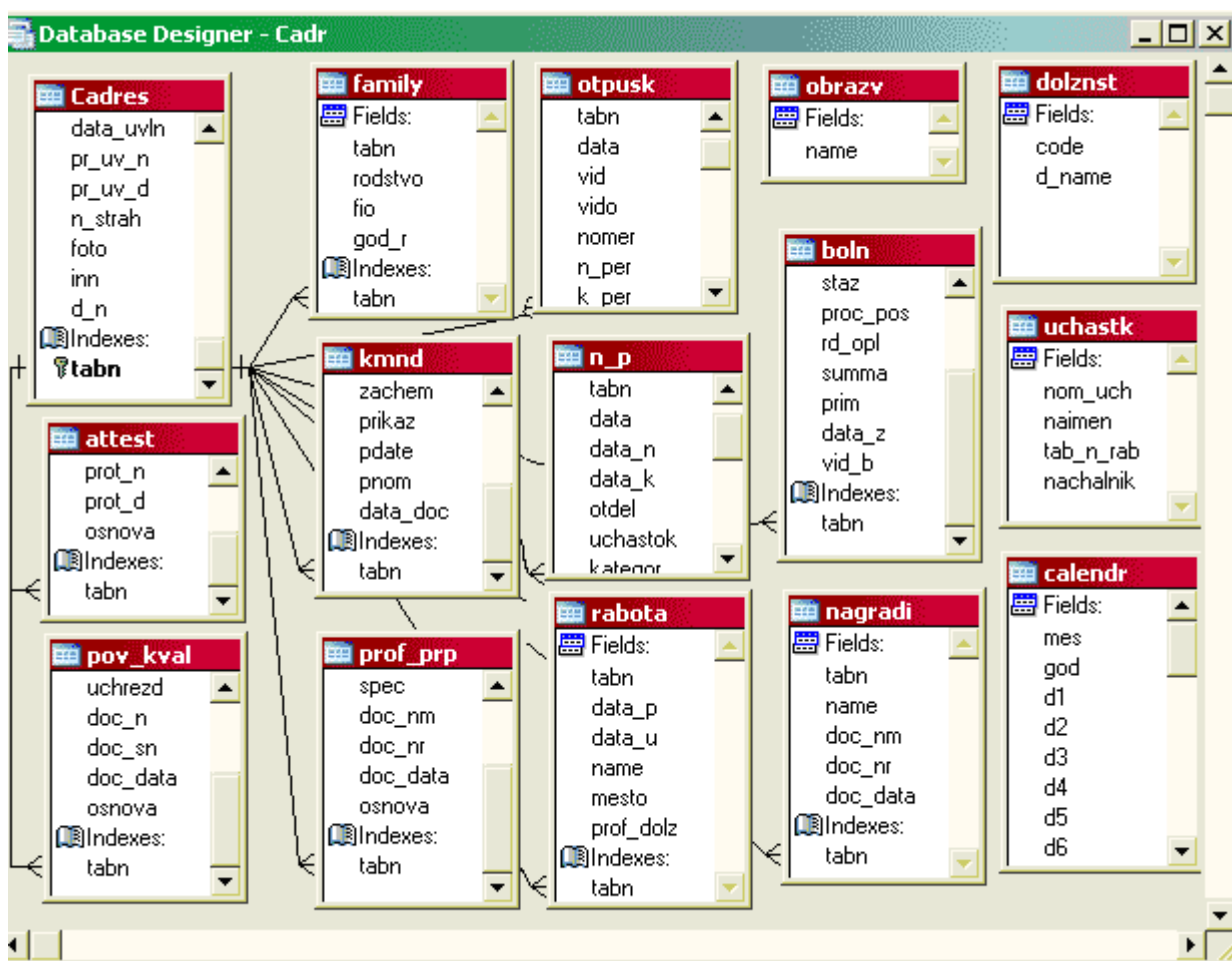 Database Designer - Cadr
Cadres
data_uvln
pr_uv_n
pr_uv_d
n_strah
foto
inn
d_n
Indexes:
tabn
family
Fields:
tabn
rodstvo
fio
god_r
Indexes:
tabn
otpusk
tabn
data
vid
vido
nomer
n_per
k_per
obrazv
Fields:
name
dolznst
Fields:
code
d_name
kmnd
zachem
prikaz
pdate
pnom
data_doc
Indexes:
tabn
n_p
tabn
data
data_n
data_k
otdel
uchastok
kategor
boln
staz
proc_pos
rd_opl
summa
prim
data_z
vid_b
Indexes:
tabn
uchastk
Fields:
nom_uch
naimen
tab_n_rab
nachalnik
attest
prot_n
prot_d
osnova
Indexes:
tabn
pov_kval
uchrezd
doc_n
doc_sn
doc_data
osnova
Indexes:
tabn
prof_prp
spec
doc_nm
doc_nr
doc_data
osnova
Indexes:
tabn
rabota
Fields:
tabn
data_p
data_u
name
mesto
prof_dolz
Indexes:
tabn
nagradi
Fields:
tabn
name
doc_nm
doc_nr
doc_data
Indexes:
tabn
calendr
Fields:
mes
god
d1
d2
d3
d4
d5
d6